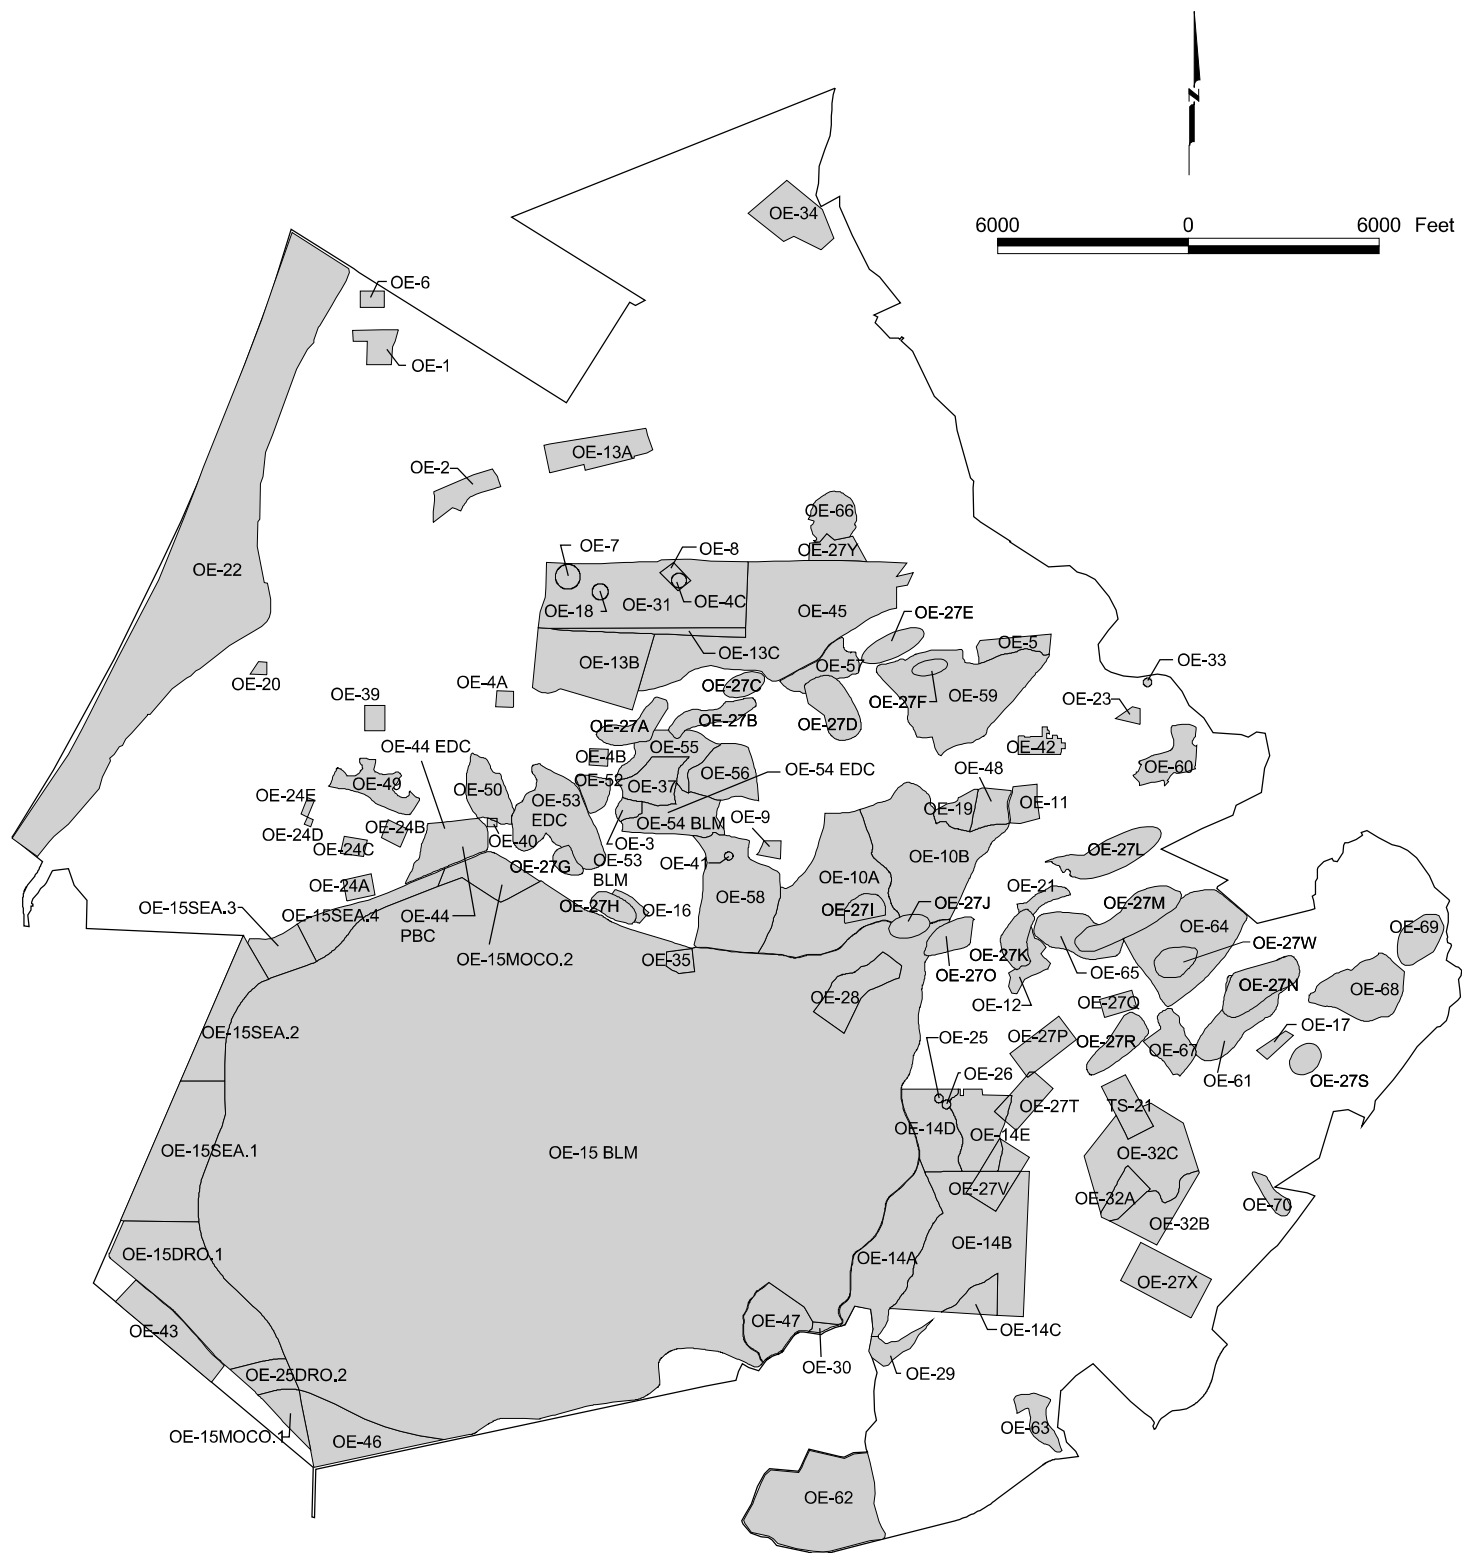 N
OE-34
6000 0 6000 Feet
OE-6
OE-1
OE-13A
OE-2
OE-66
OE-27Y
OE-7
OE-8
OE-22
OE-18
OE-31
OE-4C
OE-45
OE-27E
OE-5
OE-13C
OE-13B
OE-57
OE-33
OE-20
OE-4A
OE-27C
OE-27F
OE-59
OE-39
OE-23
OE-27A
OE-27B
OE-27D
OE-44 EDC
OE-4B
OE-55
OE-42
OE-60
OE-54 EDC
OE-48
OE-49
OE-50
OE-52
OE-37
OE-56
OE-24E
OE-53
EDC
OE-19
OE-11
OE-9
OE-24D
OE-24B
OE-54 BLM
OE-24C
OE-40
OE-3
OE-27L
OE-27G
OE-53
BLM
OE-41
OE-10B
OE-10A
OE-24A
OE-58
OE-21
OE-15SEA.3
OE-15SEA.4
OE-44
PBC
OE-27H
OE-16
OE-27I
OE-27J
OE-27M
OE-64
OE-69
OE-27W
OE-15MOCO.2
OE-35
OE-27K
OE-27O
OE-65
OE-28
OE-12
OE-27N
OE-68
OE-27Q
OE-15SEA.2
OE-25
OE-27P
OE-27R
OE-67
OE-17
OE-26
OE-61
OE-27S
OE-27T
TS-21
OE-14D
OE-14E
OE-15SEA.1
OE-15 BLM
OE-32C
OE-27V
OE-32A
OE-70
OE-32B
OE-15DRO.1
OE-14A
OE-14B
OE-27X
OE-47
OE-43
OE-14C
OE-30
OE-29
OE-25DRO.2
OE-15MOCO.1
OE-46
OE-63
OE-62